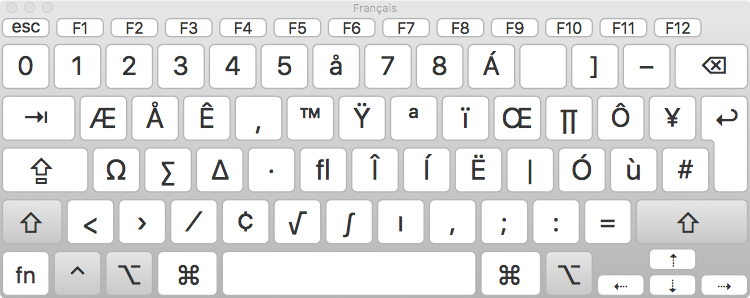 Français
esc F1 F2 F3 F4 F5 F6 F7 F8 F9 F10 F11 F12
0 1 2 3 4 5 å 7 8 Á ] – ⌫
⇥ Æ Å Ê ‚ ™ Ÿ ª ï Œ ∏ Ô ¥ ↩
⇪ Ω ∑ ∆ · ﬂ Î Í Ë | Ó ù #
⇧ < › ⁄ ¢ √ ∫ ı , ; : = ⇧
fn ^ ⌥ ⌘ ⌘ ⌥ ⇠ ⇡ ⇣ ⇢